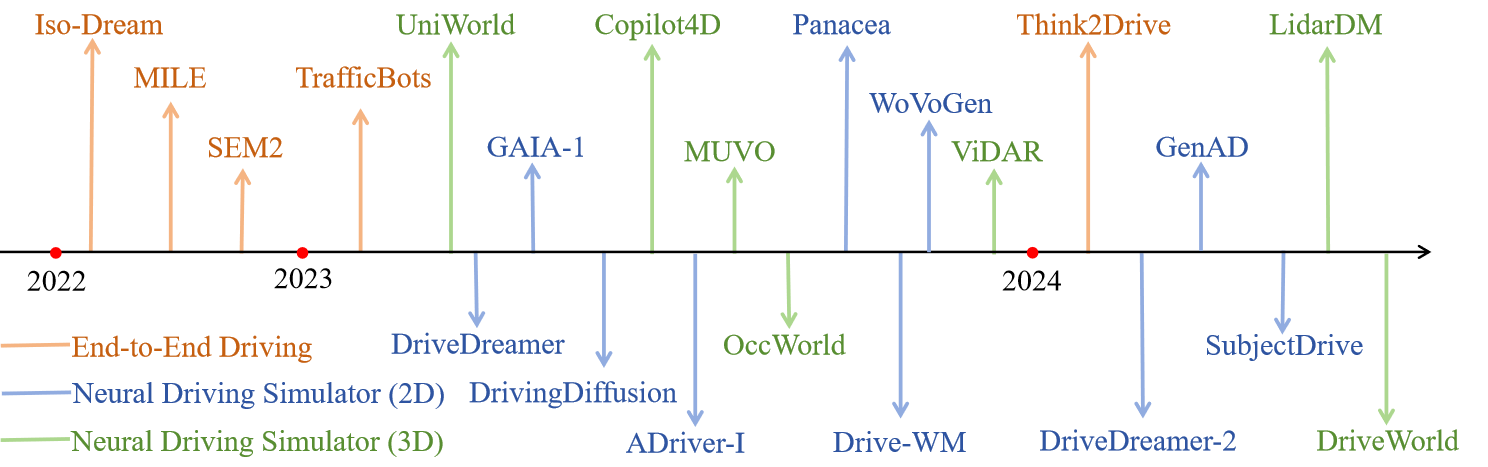 Iso-Dream
UniWorld
Copilot4D
Panacea
Think2Drive
LidarDM
MILE
TrafficBots
WoVoGen
SEM2
GAIA-1
MUVO
ViDAR
GenAD
2022
2023
2024
End-to-End Driving
DriveDreamer
OccWorld
SubjectDrive
Neural Driving Simulator (2D)
DrivingDiffusion
Neural Driving Simulator (3D)
ADriver-I
Drive-WM
DriveDreamer-2
DriveWorld